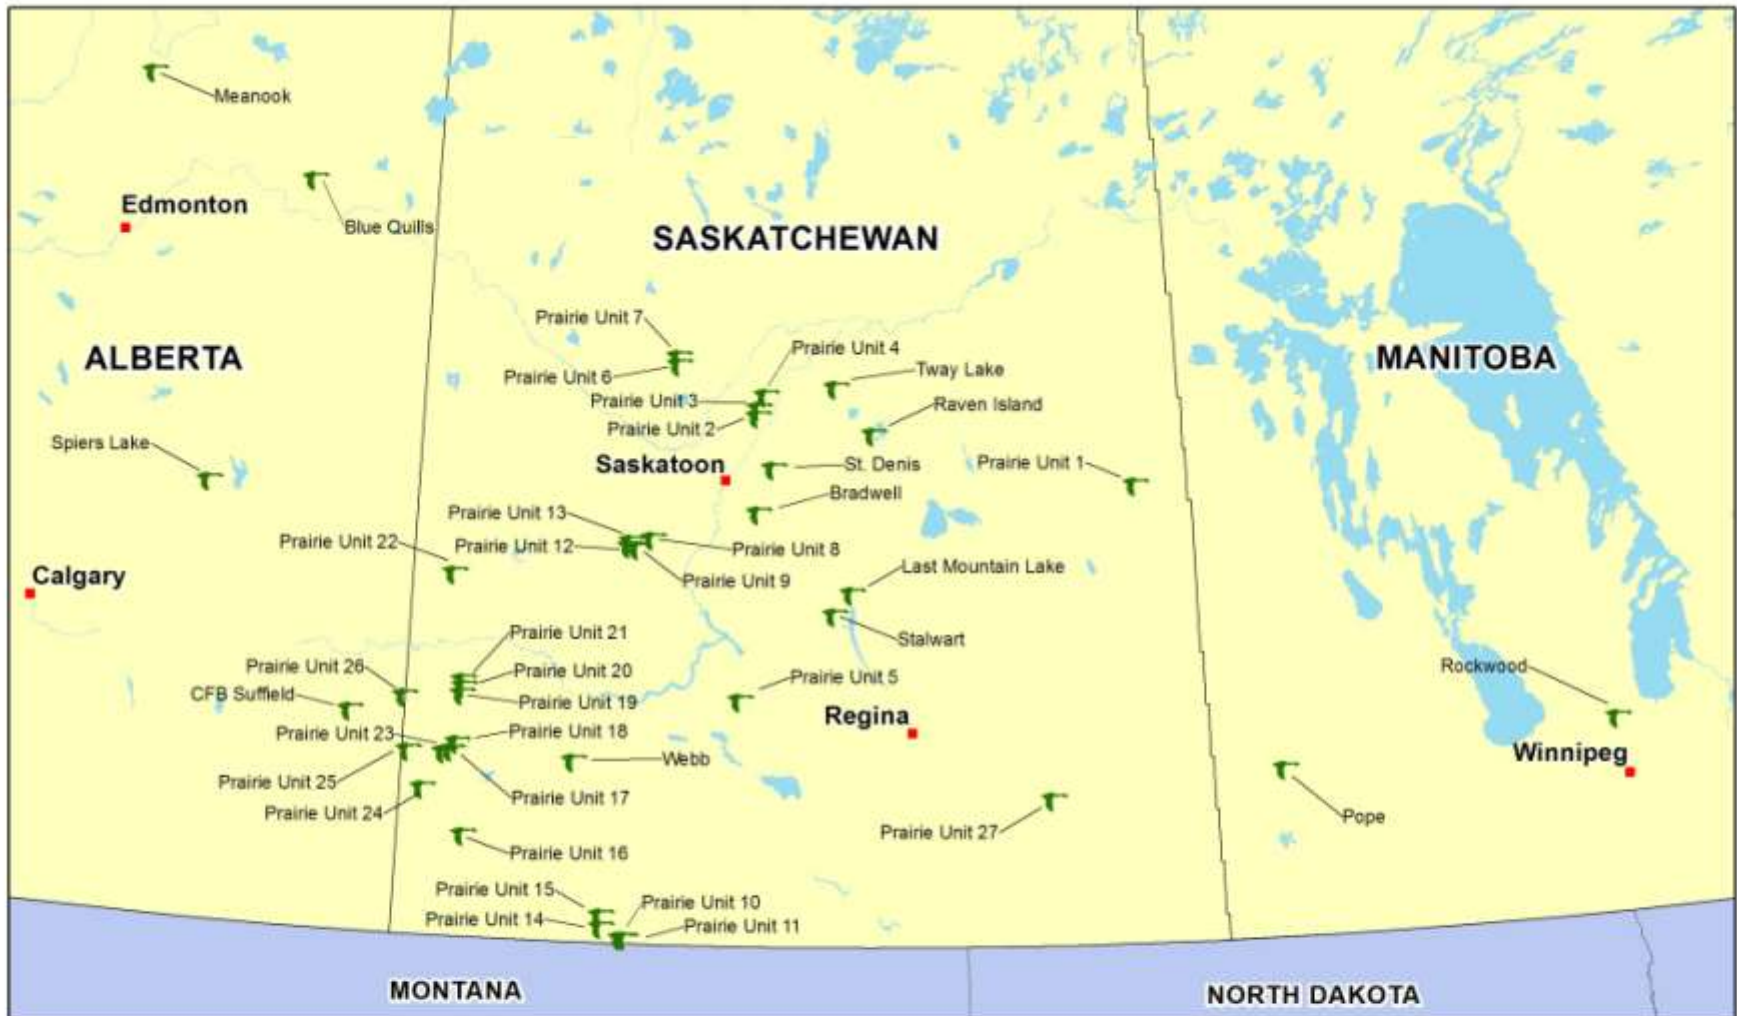 Meanook
Edmonton
Blue Quills
SASKATCHEWAN
Prairie Unit 7
Prairie Unit 4
ALBERTA
MANITOBA
Tway Lake
Prairie Unit 6
Prairie Unit 3
Raven Island
Prairie Unit 2
Spiers Lake
Saskatoon
St. Denis
Prairie Unit 1
Bradwell
Prairie Unit 13
Prairie Unit 22
Prairie Unit 12
Prairie Unit 8
Calgary
Prairie Unit 9
Last Mountain Lake
Prairie Unit 21
Stalwart
Prairie Unit 26
Prairie Unit 20
Rockwood
Prairie Unit 5
CFB Suffield
Prairie Unit 19
Regina
Prairie Unit 23
Prairie Unit 18
Winnipeg
Webb
Prairie Unit 25
Prairie Unit 17
Prairie Unit 24
Pope
Prairie Unit 27
Prairie Unit 16
Prairie Unit 15
Prairie Unit 10
Prairie Unit 14
Prairie Unit 11
MONTANA
NORTH DAKOTA